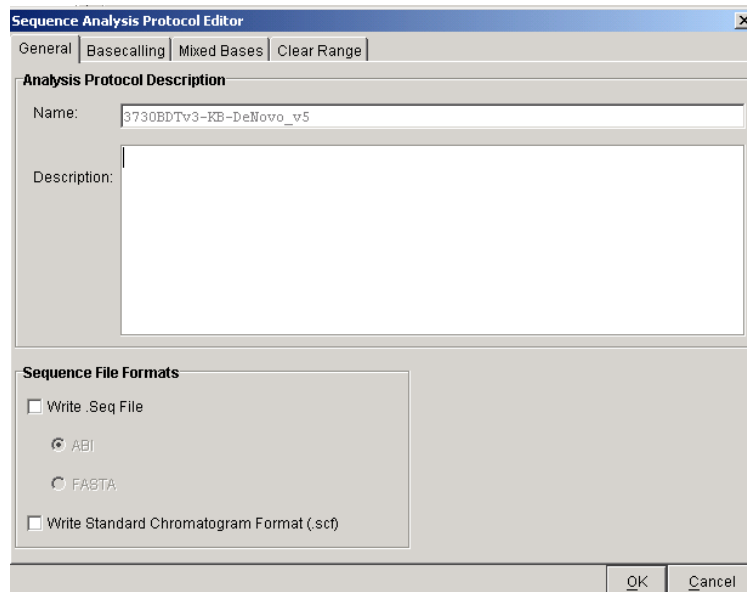 Sequence Analysis Protocol Editor
General Basecalling Mixed Bases Clear Range
Analysis Protocol Description
Name: 3730BDTv3-KB-DeNovo_v5
Description:
Sequence File Formats
Write .Seq File
ABI
FASTA
Write Standard Chromatogram Format (.scf)
OK Cancel